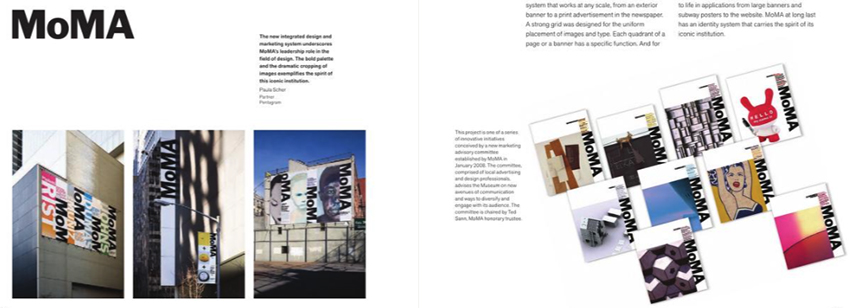 MoMA
The new integrated design and
marketing system underscores
MoMA's leadership role in the
field of design. The bold palette
and the dramatic cropping of
images exemplifies the spirit of
this iconic institution.
Paula Scher
Partner
Pentagram
MoMA
MoMA
MoMA
MoMA
system that works at any scale, from an exterior
banner to a print advertisement in the newspaper.
A strong grid was designed for the uniform
placement of images and type. Each quadrant of a
page or a banner has a specific function. And for
to life in applications from large banners and
subway posters to the website. MoMA at long last
has an identity system that carries the spirit of its
iconic institution.
This project is one of a series
of renovative initiatives
conceived by a new marketing
advisory committee
established by MoMA in
January 2008. The committee,
comprised of local advertising
and design professionals,
advises the Museum on new
avenues of communication
and ways to diversify and
engage with its audience. The
committee is chaired by Ted
Sann, MoMA honorary trustee.
MoMA
MoMA
MoMA
HELLO
MoMA
MoMA
MoMA
MoMA
MoMA
MoMA